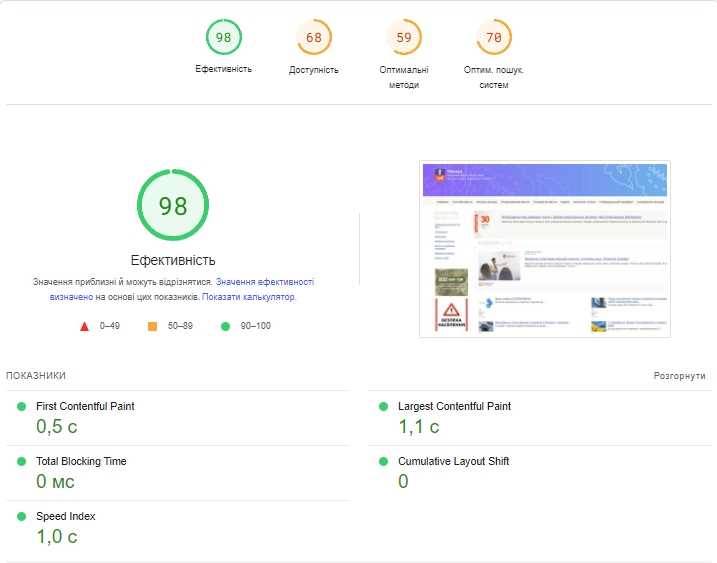 98
68
59
70
Ефективність
Доступність
Оптимальні
методи
Оптим. пошук.
систем
98
Ефективність
Значення приблизні й можуть відрізнятися. Значення ефективності
визначено на основі цих показників. Показати калькулятор.
0–49
50–89
90–100
30
БЕЗПЕКА
НАСЕЛЕННЯ
ПОКАЗНИКИ
Розгорнути
First Contentful Paint
0,5 с
Largest Contentful Paint
1,1 с
Total Blocking Time
0 мс
Cumulative Layout Shift
0
Speed Index
1,0 с